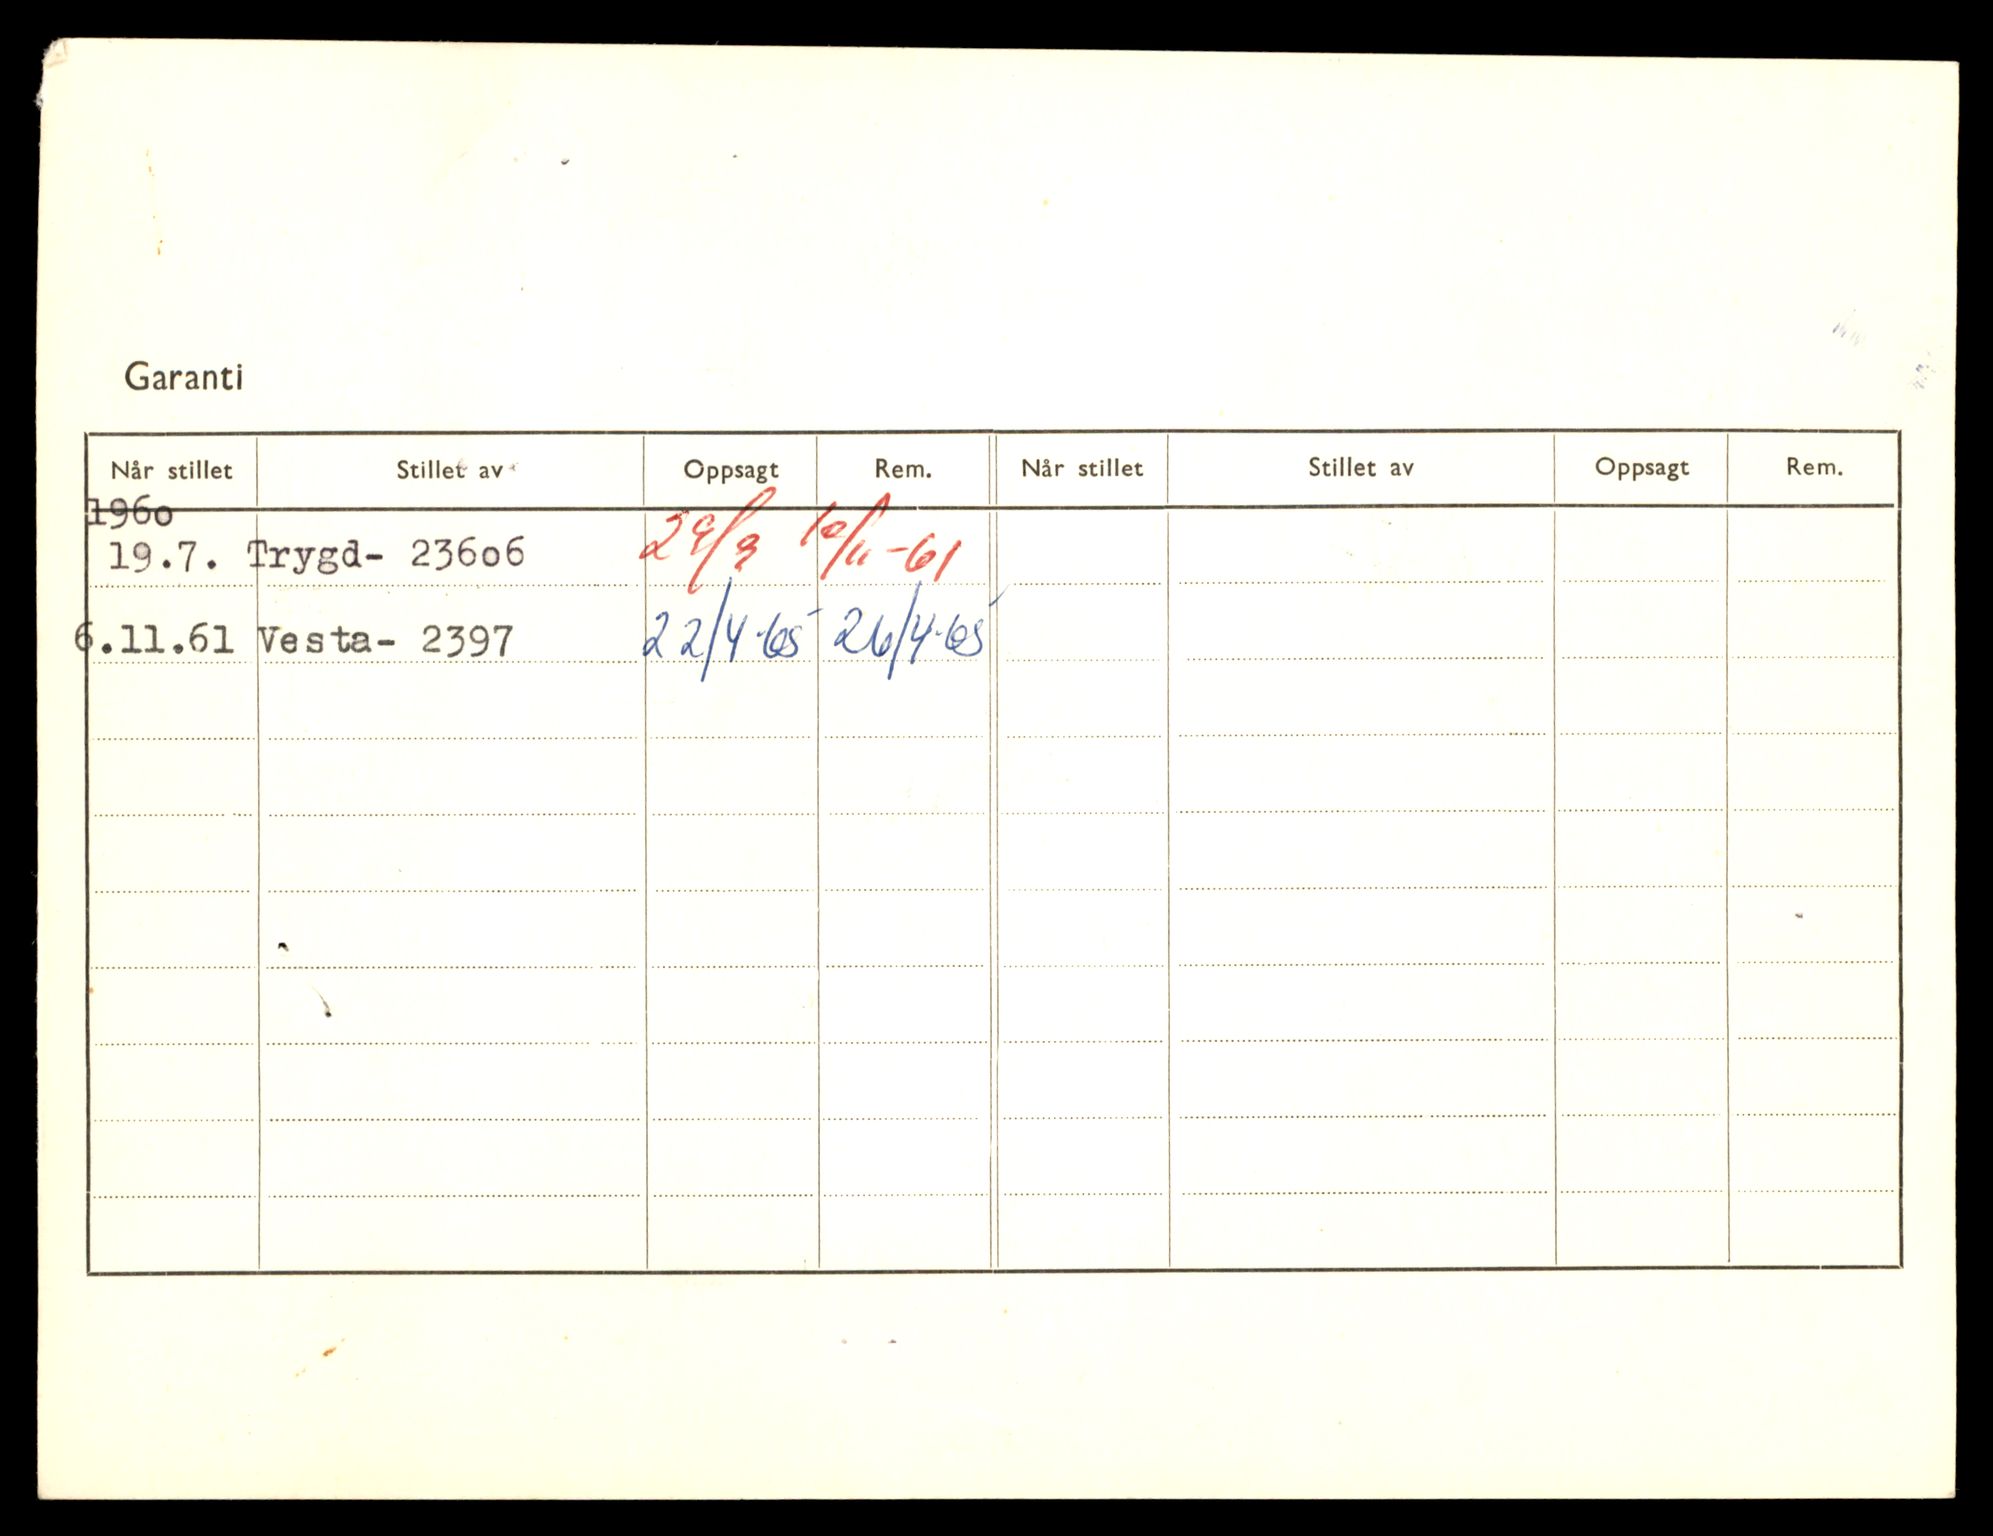 Garanti
Når stillet Stillet av Oppsagt Rem. Når stillet Stillet av Oppsagt Rem.
1960
19.7. Trygd- 23606 29/9 10/11-61
6.11.61 Vesta- 2397 22/4-65 26/4-65